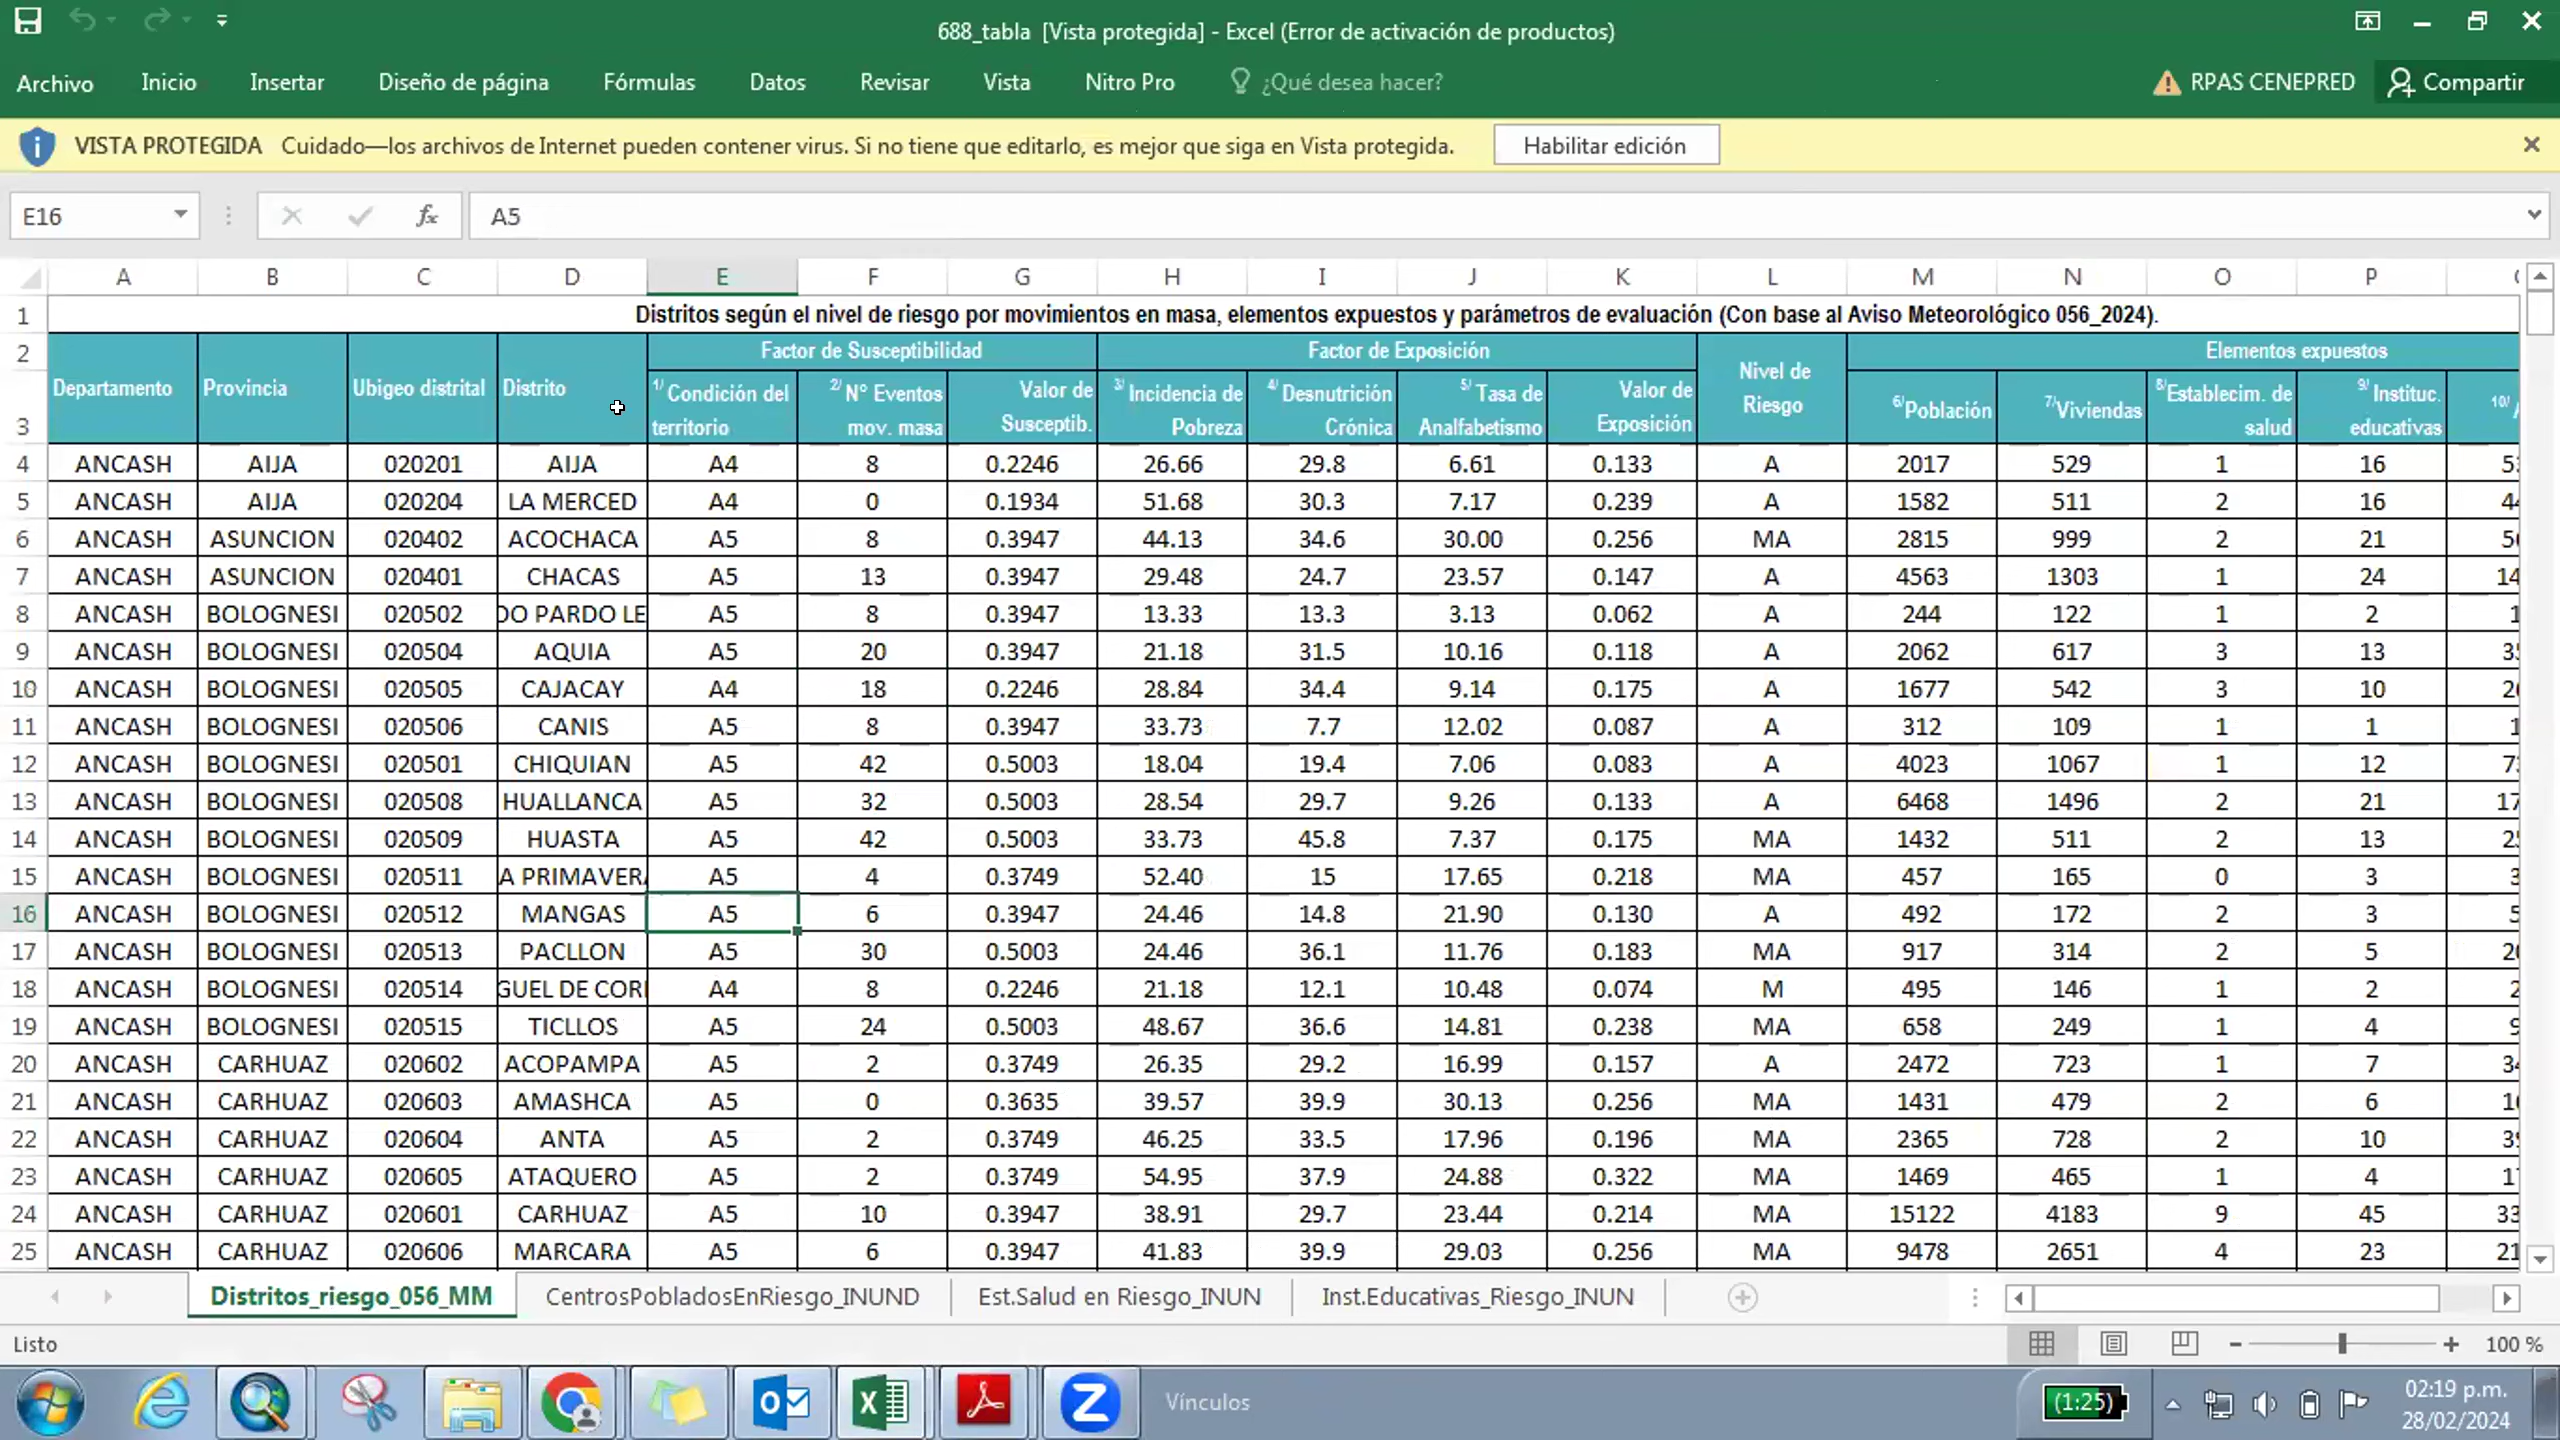 688_tabla [Vista protegida] - Excel (Error de activación de productos)
Archivo Inicio Insertar Diseño de página Fórmulas Datos Revisar Vista Nitro Pro ¿Qué desea hacer? RPAS CENEPRED Compartir
VISTA PROTEGIDA Cuidado—los archivos de Internet pueden contener virus. Si no tiene que editarlo, es mejor que siga en Vista protegida. Habilitar edición
E16 fx A5
A B C D E F G H I J K L M N O P
1 Distritos según el nivel de riesgo por movimientos en masa, elementos expuestos y parámetros de evaluación (Con base al Aviso Meteorológico 056_2024).
2 Factor de Susceptibilidad Factor de Exposición Elementos expuestos
3 Departamento Provincia Ubigeo distrital Distrito 1/ Condición del territorio 2/ N° Eventos mov. masa Valor de Susceptib. 3/ Incidencia de Pobreza 4/ Desnutrición Crónica 5/ Tasa de Analfabetismo Valor de Exposición Nivel de Riesgo 6/ Población 7/ Viviendas 8/ Establecim. de salud 9/ Instituc. educativas 10/
4 ANCASH AIJA 020201 AIJA A4 8 0.2246 26.66 29.8 6.61 0.133 A 2017 529 1 16
5 ANCASH AIJA 020204 LA MERCED A4 0 0.1934 51.68 30.3 7.17 0.239 A 1582 511 2 16
6 ANCASH ASUNCION 020402 ACOCHACA A5 8 0.3947 44.13 34.6 30.00 0.256 MA 2815 999 2 21
7 ANCASH ASUNCION 020401 CHACAS A5 13 0.3947 29.48 24.7 23.57 0.147 A 4563 1303 1 24
8 ANCASH BOLOGNESI 020502 DO PARDO LE A5 8 0.3947 13.33 13.3 3.13 0.062 A 244 122 1 2
9 ANCASH BOLOGNESI 020504 AQUIA A5 20 0.3947 21.18 31.5 10.16 0.118 A 2062 617 3 13
10 ANCASH BOLOGNESI 020505 CAJACAY A4 18 0.2246 28.84 34.4 9.14 0.175 A 1677 542 3 10
11 ANCASH BOLOGNESI 020506 CANIS A5 8 0.3947 33.73 7.7 12.02 0.087 A 312 109 1 1
12 ANCASH BOLOGNESI 020501 CHIQUIAN A5 42 0.5003 18.04 19.4 7.06 0.083 A 4023 1067 1 12
13 ANCASH BOLOGNESI 020508 HUALLANCA A5 32 0.5003 28.54 29.7 9.26 0.133 A 6468 1496 2 21
14 ANCASH BOLOGNESI 020509 HUASTA A5 42 0.5003 33.73 45.8 7.37 0.175 MA 1432 511 2 13
15 ANCASH BOLOGNESI 020511 A PRIMAVERA A5 4 0.3749 52.40 15 17.65 0.218 MA 457 165 0 3
16 ANCASH BOLOGNESI 020512 MANGAS A5 6 0.3947 24.46 14.8 21.90 0.130 A 492 172 2 3
17 ANCASH BOLOGNESI 020513 PACLLON A5 30 0.5003 24.46 36.1 11.76 0.183 MA 917 314 2 5
18 ANCASH BOLOGNESI 020514 GUEL DE COR A4 8 0.2246 21.18 12.1 10.48 0.074 M 495 146 1 2
19 ANCASH BOLOGNESI 020515 TICLLOS A5 24 0.5003 48.67 36.6 14.81 0.238 MA 658 249 1 4
20 ANCASH CARHUAZ 020602 ACOPAMPA A5 2 0.3749 26.35 29.2 16.99 0.157 A 2472 723 1 7
21 ANCASH CARHUAZ 020603 AMASHCA A5 0 0.3635 39.57 39.9 30.13 0.256 MA 1431 479 2 6
22 ANCASH CARHUAZ 020604 ANTA A5 2 0.3749 46.25 33.5 17.96 0.196 MA 2365 728 2 10
23 ANCASH CARHUAZ 020605 ATAQUERO A5 2 0.3749 54.95 37.9 24.88 0.322 MA 1469 465 1 4
24 ANCASH CARHUAZ 020601 CARHUAZ A5 10 0.3947 38.91 29.7 23.44 0.214 MA 15122 4183 9 45
25 ANCASH CARHUAZ 020606 MARCARA A5 6 0.3947 41.83 39.9 29.03 0.256 MA 9478 2651 4 23
Distritos_riesgo_056_MM CentrosPobladosEnRiesgo_INUND Est.Salud en Riesgo_INUN Inst.Educativas_Riesgo_INUN
Listo 100 %
Vínculos (1:25) 02:19 p.m.
28/02/2024